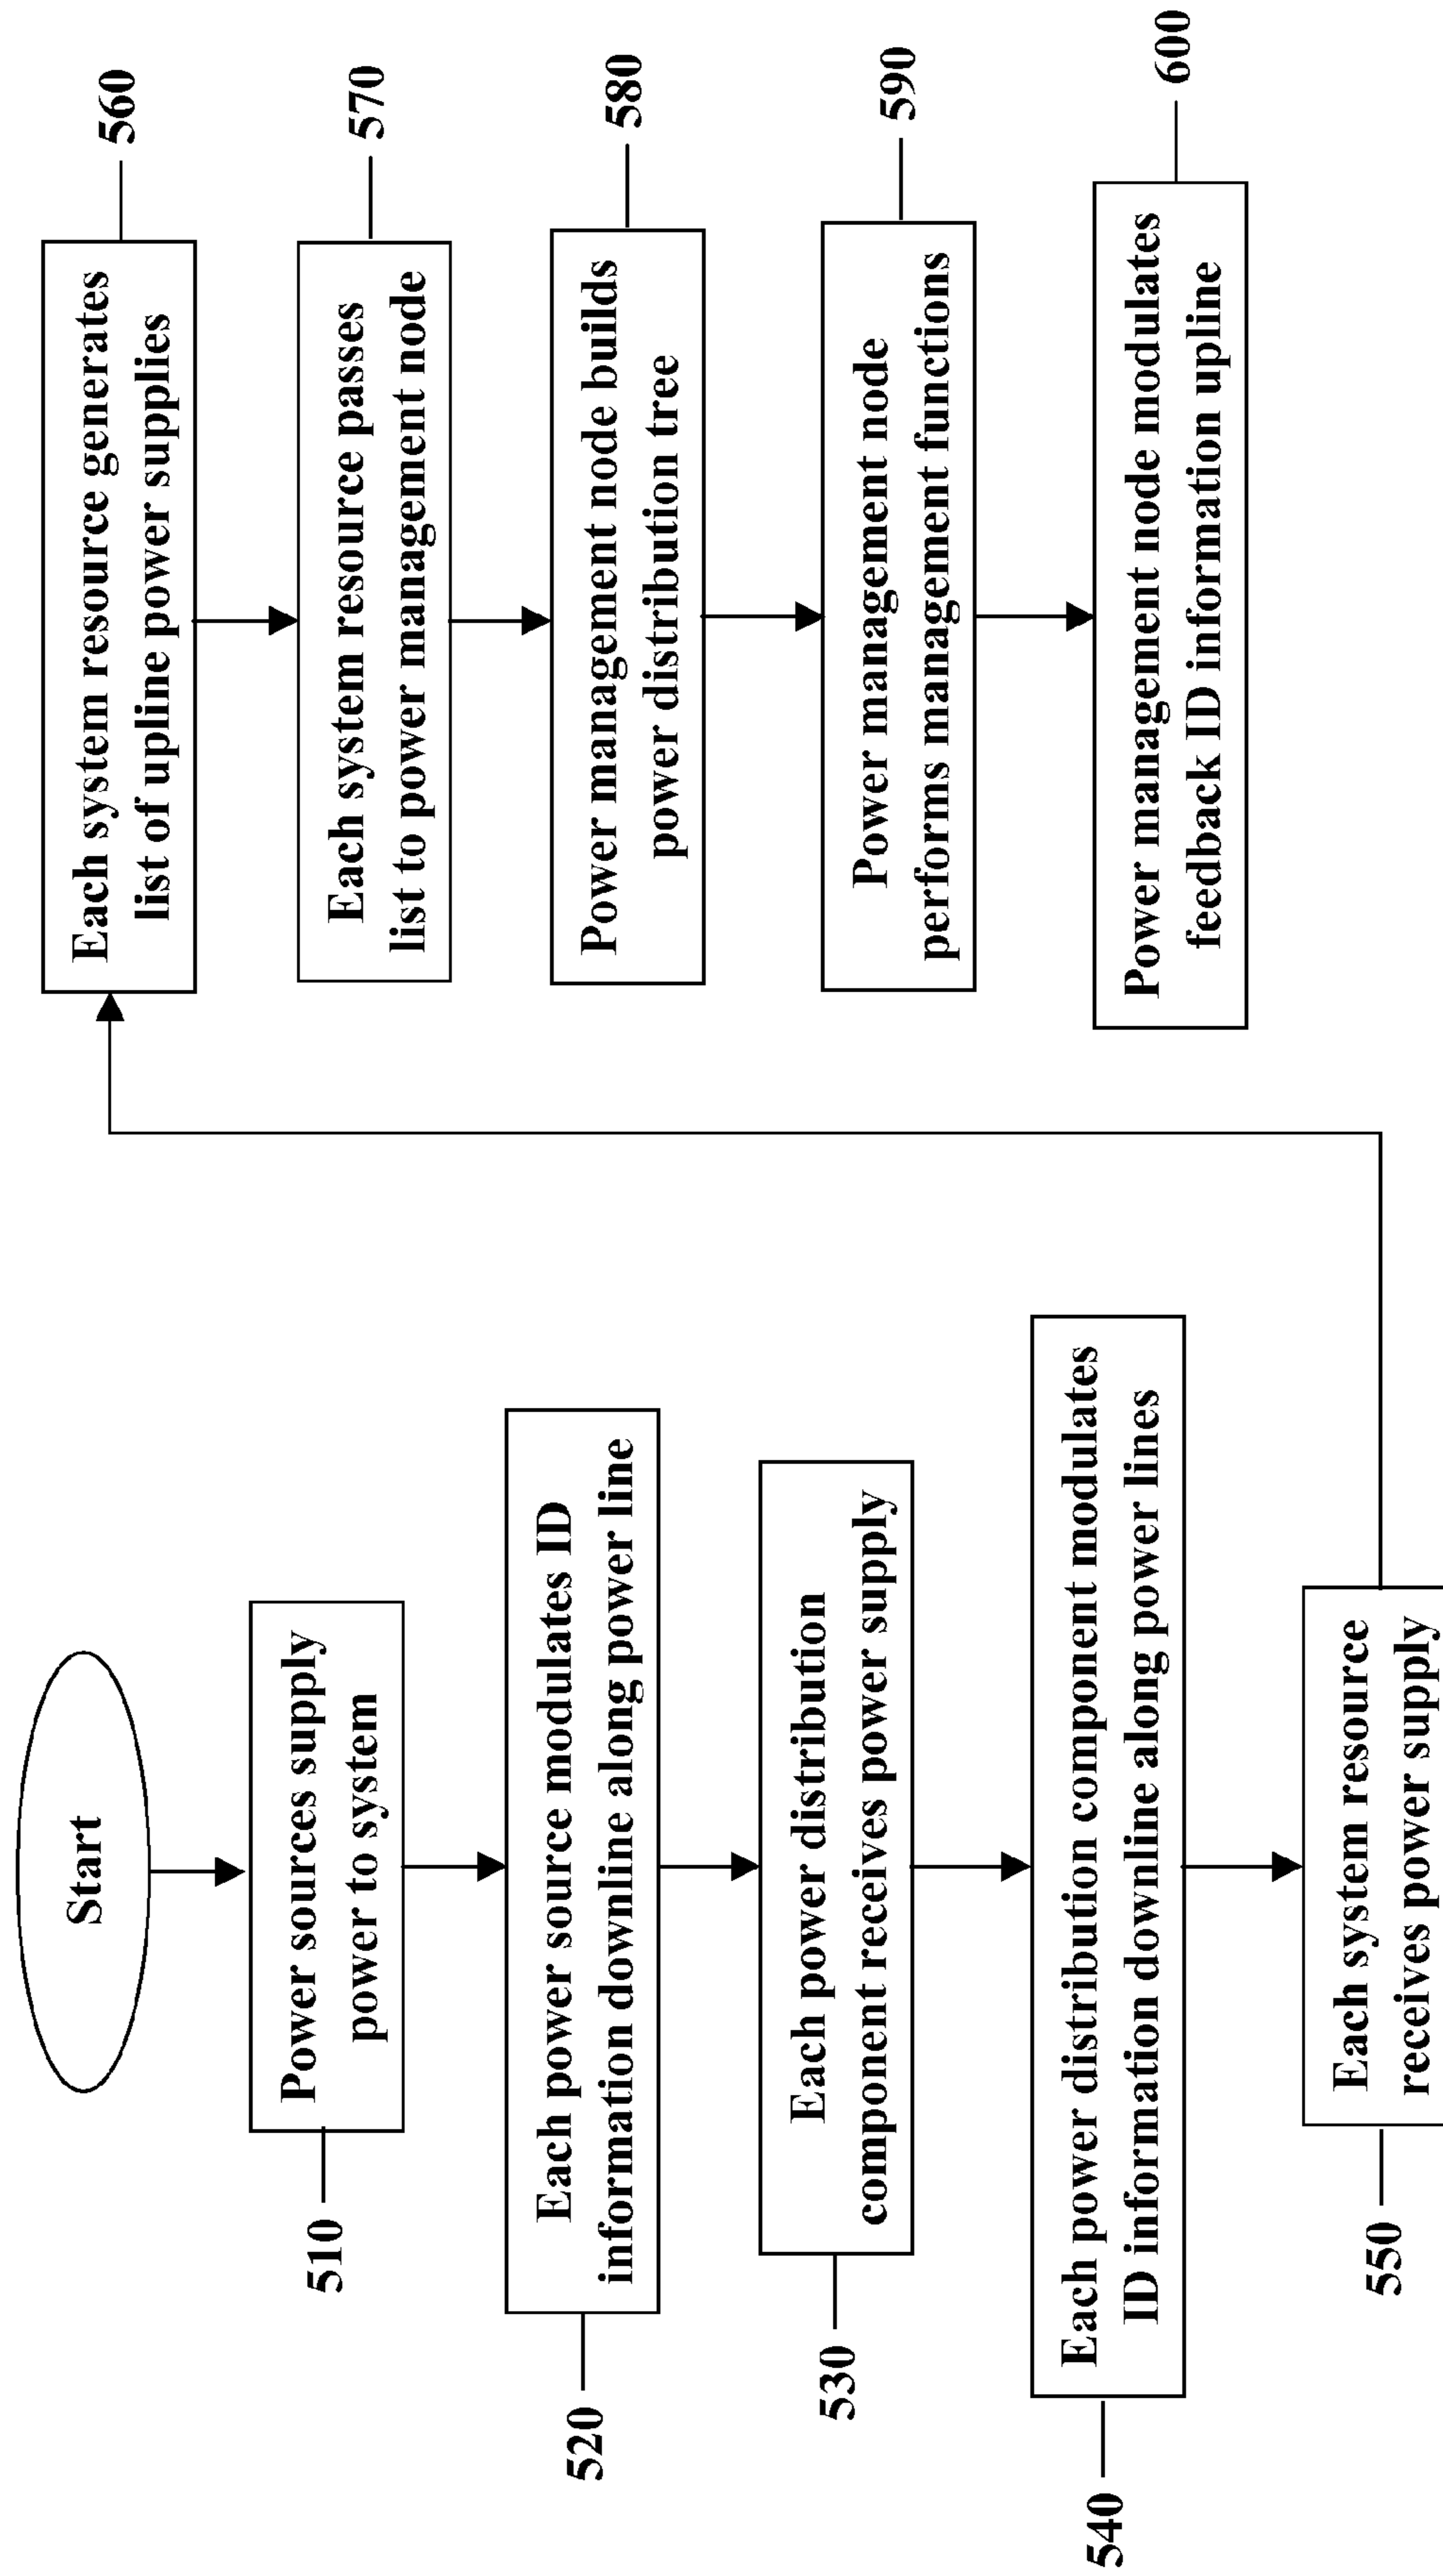 Start
Power sources supply
power to system
510
Each power source modulates ID
information downline along power line
520
Each power distribution
component receives power supply
530
Each power distribution component modulates
ID information downline along power lines
540
Each system resource
receives power supply
550
Each system resource generates
list of upline power supplies
560
Each system resource passes
list to power management node
570
Power management node builds
power distribution tree
580
Power management node
performs management functions
590
Power management node modulates
feedback ID information upline
600